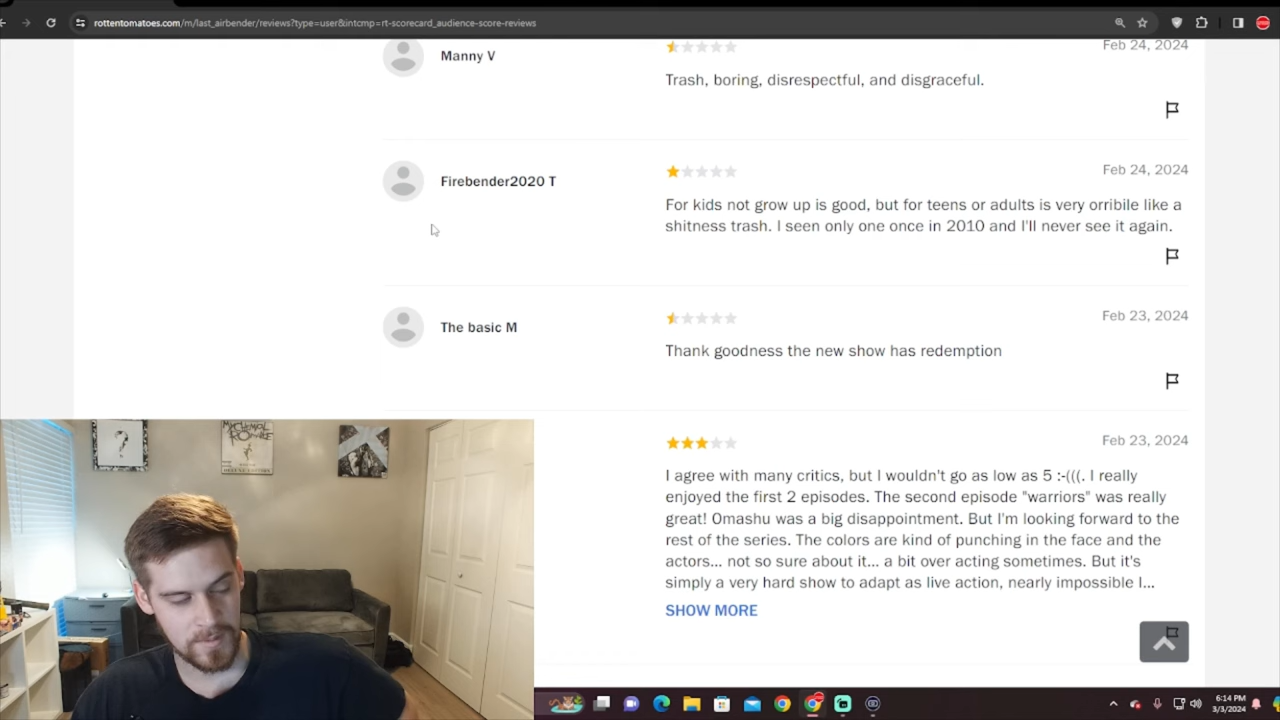 rottentomatoes.com/m/last_airbender/reviews?type=user&intcmp=rt-scorecard_audience-score-reviews
Manny V
Feb 24, 2024
Trash, boring, disrespectful, and disgraceful.
Firebender2020 T
Feb 24, 2024
For kids not grow up is good, but for teens or adults is very orribile like a
shitness trash. I seen only one once in 2010 and I'll never see it again.
The basic M
Feb 23, 2024
Thank goodness the new show has redemption
Feb 23, 2024
I agree with many critics, but I wouldn't go as low as 5 :-(((. I really
enjoyed the first 2 episodes. The second episode "warriors" was really
great! Omashu was a big disappointment. But I'm looking forward to the
rest of the series. The colors are kind of punching in the face and the
actors... not so sure about it... a bit over acting sometimes. But it's
simply a very hard show to adapt as live action, nearly impossible I...
SHOW MORE
MY CHEMICAL
ROMANCE
?
6:14 PM
3/3/2024